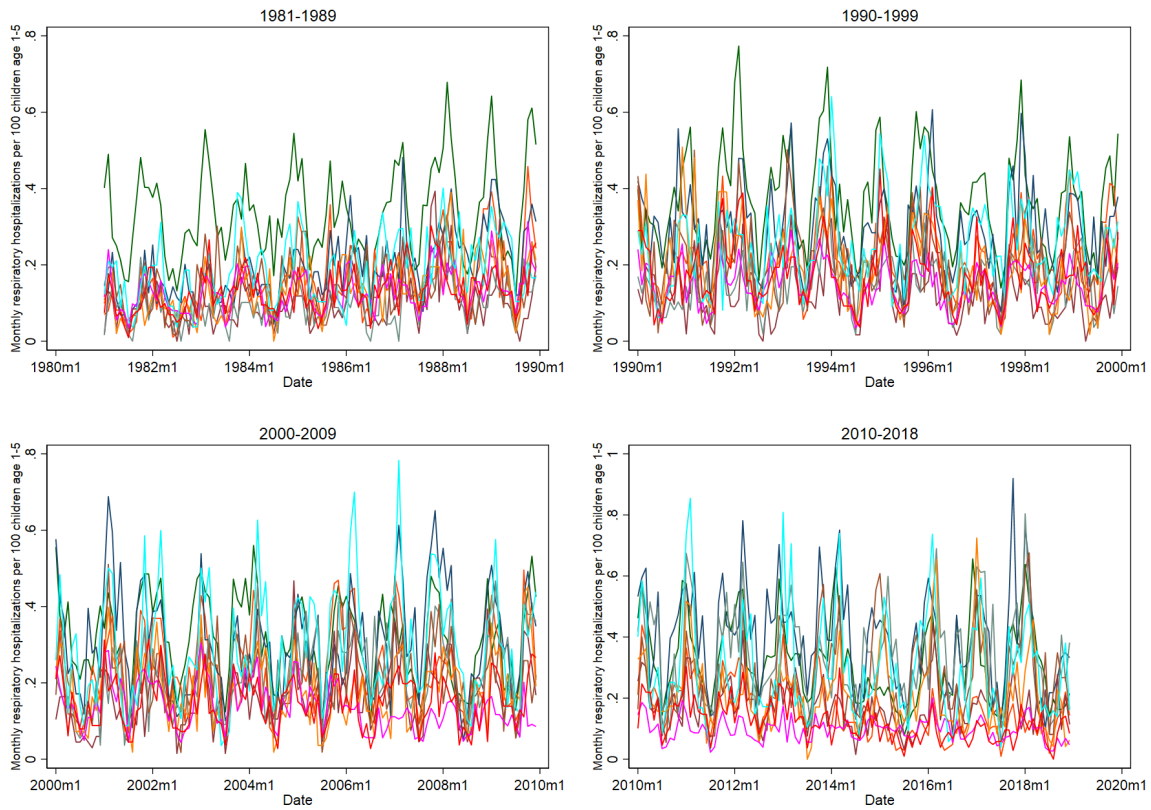 1981-1989
Monthly respiratory hospitalizations per 100 children age 1-5
.8
.6
.4
.2
0
1980m1 1982m1 1984m1 1986m1 1988m1 1990m1
Date
1990-1999
Monthly respiratory hospitalizations per 100 children age 1-5
.8
.6
.4
.2
0
1990m1 1992m1 1994m1 1996m1 1998m1 2000m1
Date
2000-2009
Monthly respiratory hospitalizations per 100 children age 1-5
.8
.6
.4
.2
0
2000m1 2002m1 2004m1 2006m1 2008m1 2010m1
Date
2010-2018
Monthly respiratory hospitalizations per 100 children age 1-5
1
.8
.6
.4
.2
0
2010m1 2012m1 2014m1 2016m1 2018m1 2020m1
Date